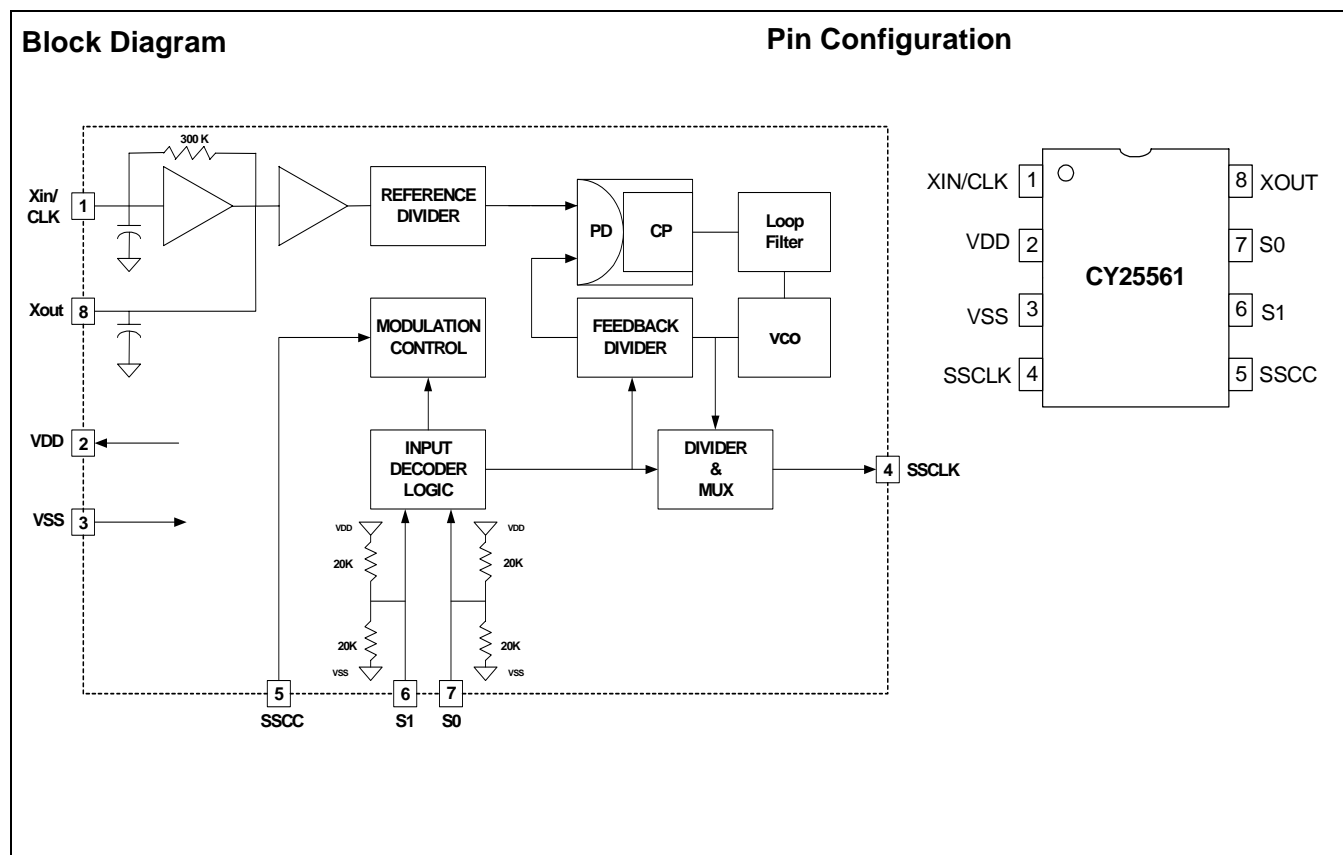 Block Diagram
Pin Configuration
300 K
Xin/
CLK
1
REFERENCE
DIVIDER
PD
CP
Loop
Filter
Xout
8
MODULATION
CONTROL
FEEDBACK
DIVIDER
VCO
VDD
2
INPUT
DECODER
LOGIC
DIVIDER
&
MUX
4
SSCLK
VSS
3
VDD
VDD
20K
20K
20K
20K
VSS
VSS
5
6
7
SSCC
S1
S0
XIN/CLK
1
8
XOUT
VDD
2
7
S0
CY25561
VSS
3
6
S1
SSCLK
4
5
SSCC